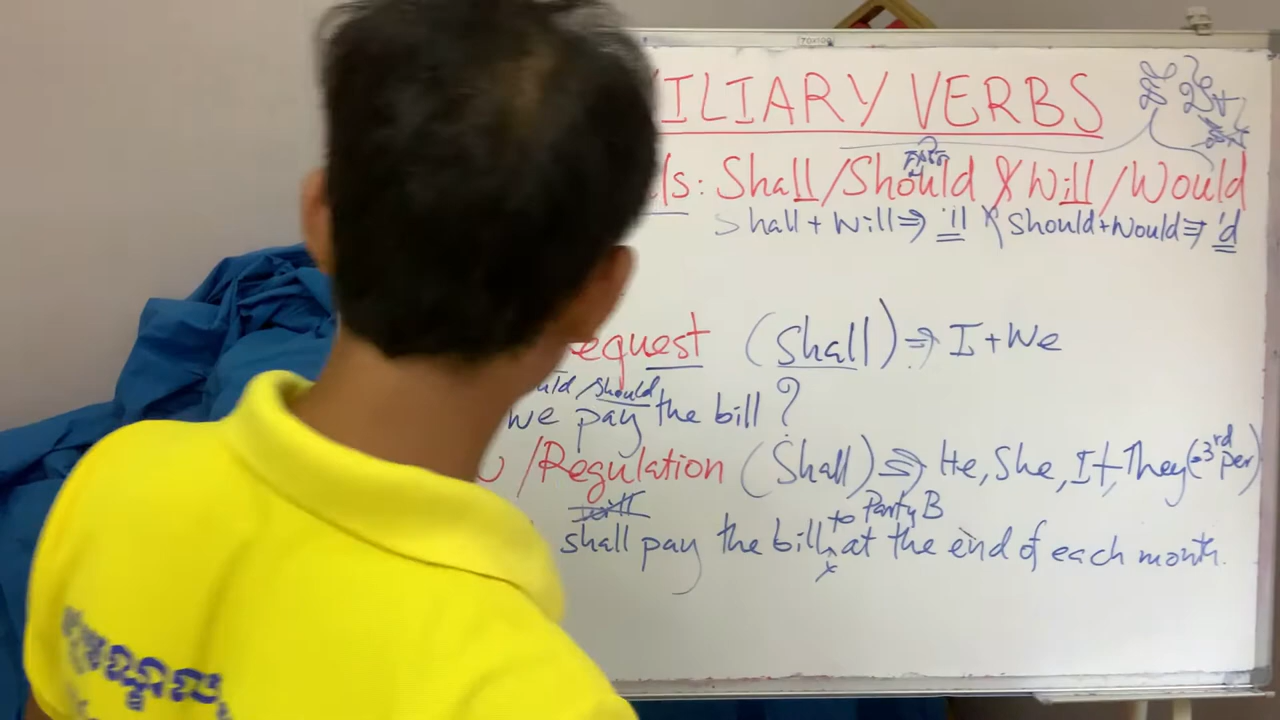 ILIARY VERBS
ls: Shall/Should & Will/Would
Shall + Will ⇒ 'll & Should + Would ⇒ 'd
equest (Shall) ⇒ I + We
uld / should
we pay the bill ?
/Regulation (Shall) ⇒ He, She, It, They (=3rd per)
will to Party B
shall pay the bill at the end of each month.